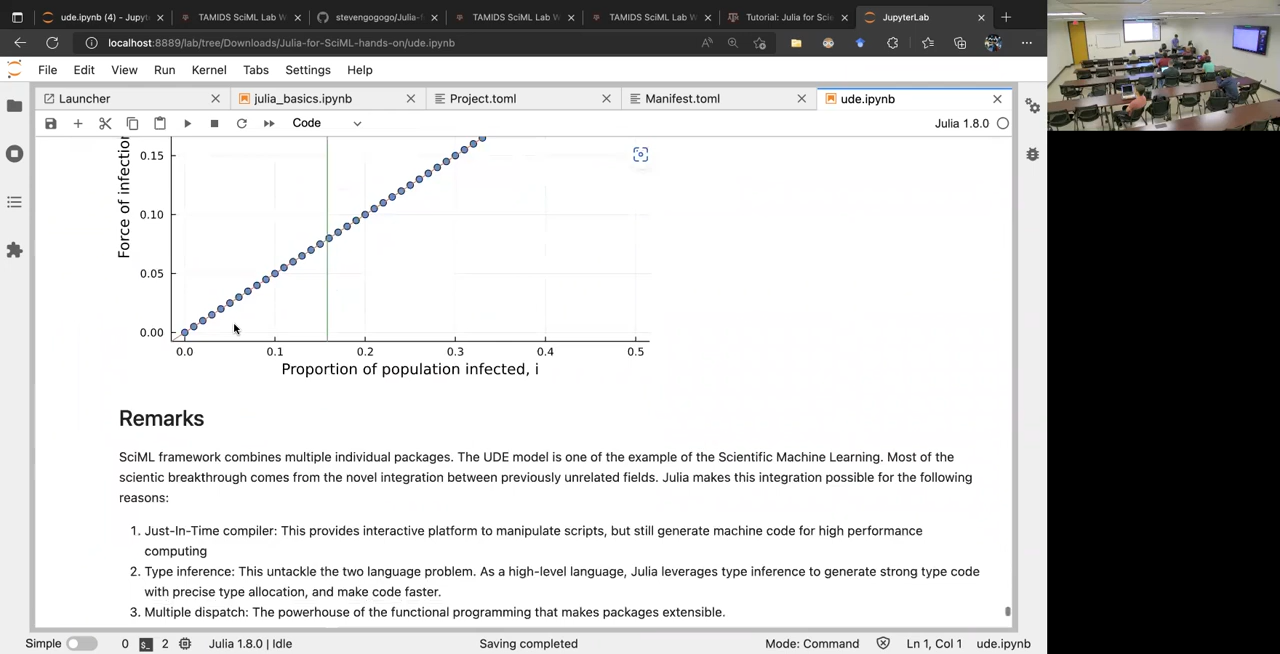 ude.ipynb (4) - Jupyt
TAMIDS SciML Lab W
stevengogogo/Julia-
TAMIDS SciML Lab W
TAMIDS SciML Lab W
Tutorial: Julia for Scie
JupyterLab
localhost:8889/lab/tree/Downloads/Julia-for-SciML-hands-on/ude.ipynb
File Edit View Run Kernel Tabs Settings Help
Launcher
julia_basics.ipynb
Project.toml
Manifest.toml
ude.ipynb
Code
Julia 1.8.0
Force of infection
0.15
0.10
0.05
0.00
0.0 0.1 0.2 0.3 0.4 0.5
Proportion of population infected, i
Remarks
SciML framework combines multiple individual packages. The UDE model is one of the example of the Scientific Machine Learning. Most of the
scientic breakthrough comes from the novel integration between previously unrelated fields. Julia makes this integration possible for the following
reasons:
1. Just-In-Time compiler: This provides interactive platform to manipulate scripts, but still generate machine code for high performance
computing
2. Type inference: This untackle the two language problem. As a high-level language, Julia leverages type inference to generate strong type code
with precise type allocation, and make code faster.
3. Multiple dispatch: The powerhouse of the functional programming that makes packages extensible.
Simple 0 2 Julia 1.8.0 | Idle Saving completed Mode: Command Ln 1, Col 1 ude.ipynb